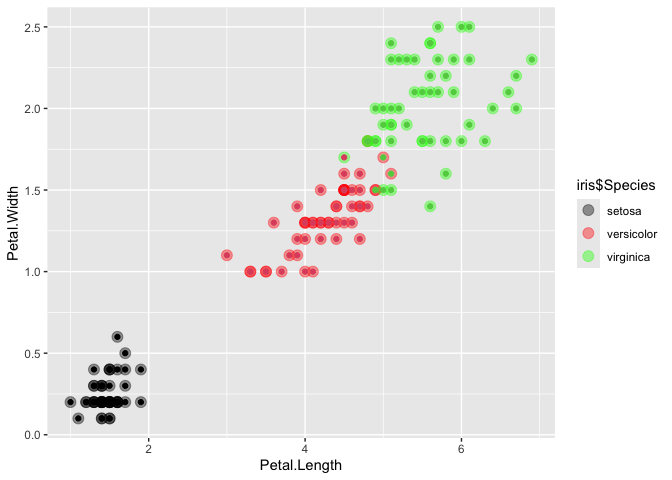 2.5
2.0
1.5
1.0
0.5
0.0
Petal.Width
2
4
6
Petal.Length
iris$Species
setosa
versicolor
virginica